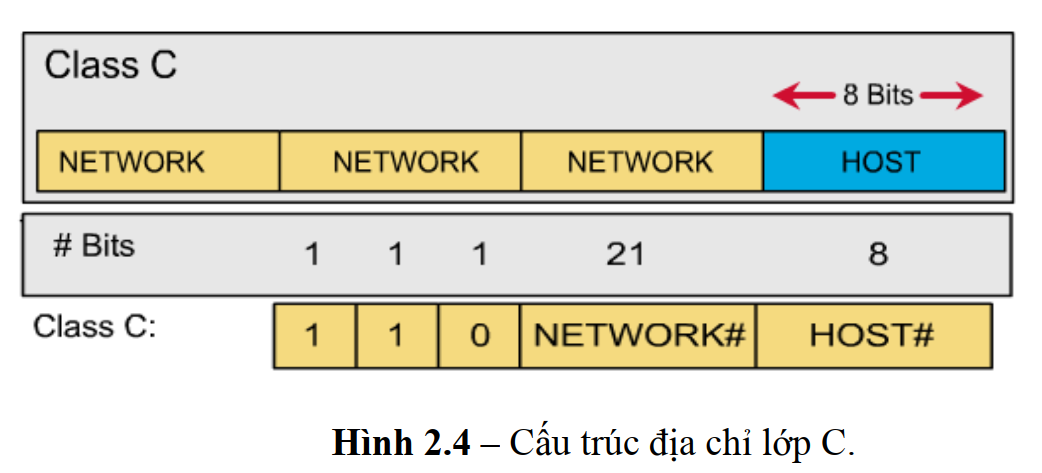 Class C
8 Bits
NETWORK NETWORK NETWORK HOST
# Bits 1 1 1 21 8
Class C: 1 1 0 NETWORK# HOST#
Hình 2.4 – Cấu trúc địa chỉ lớp C.